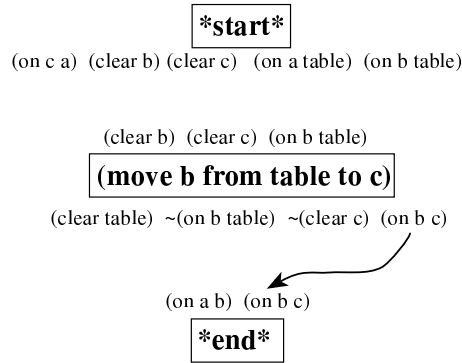 *start*
(on c a) (clear b) (clear c) (on a table) (on b table)
(clear b) (clear c) (on b table)
(move b from table to c)
(clear table) ~(on b table) ~(clear c) (on b c)
(on a b) (on b c)
*end*